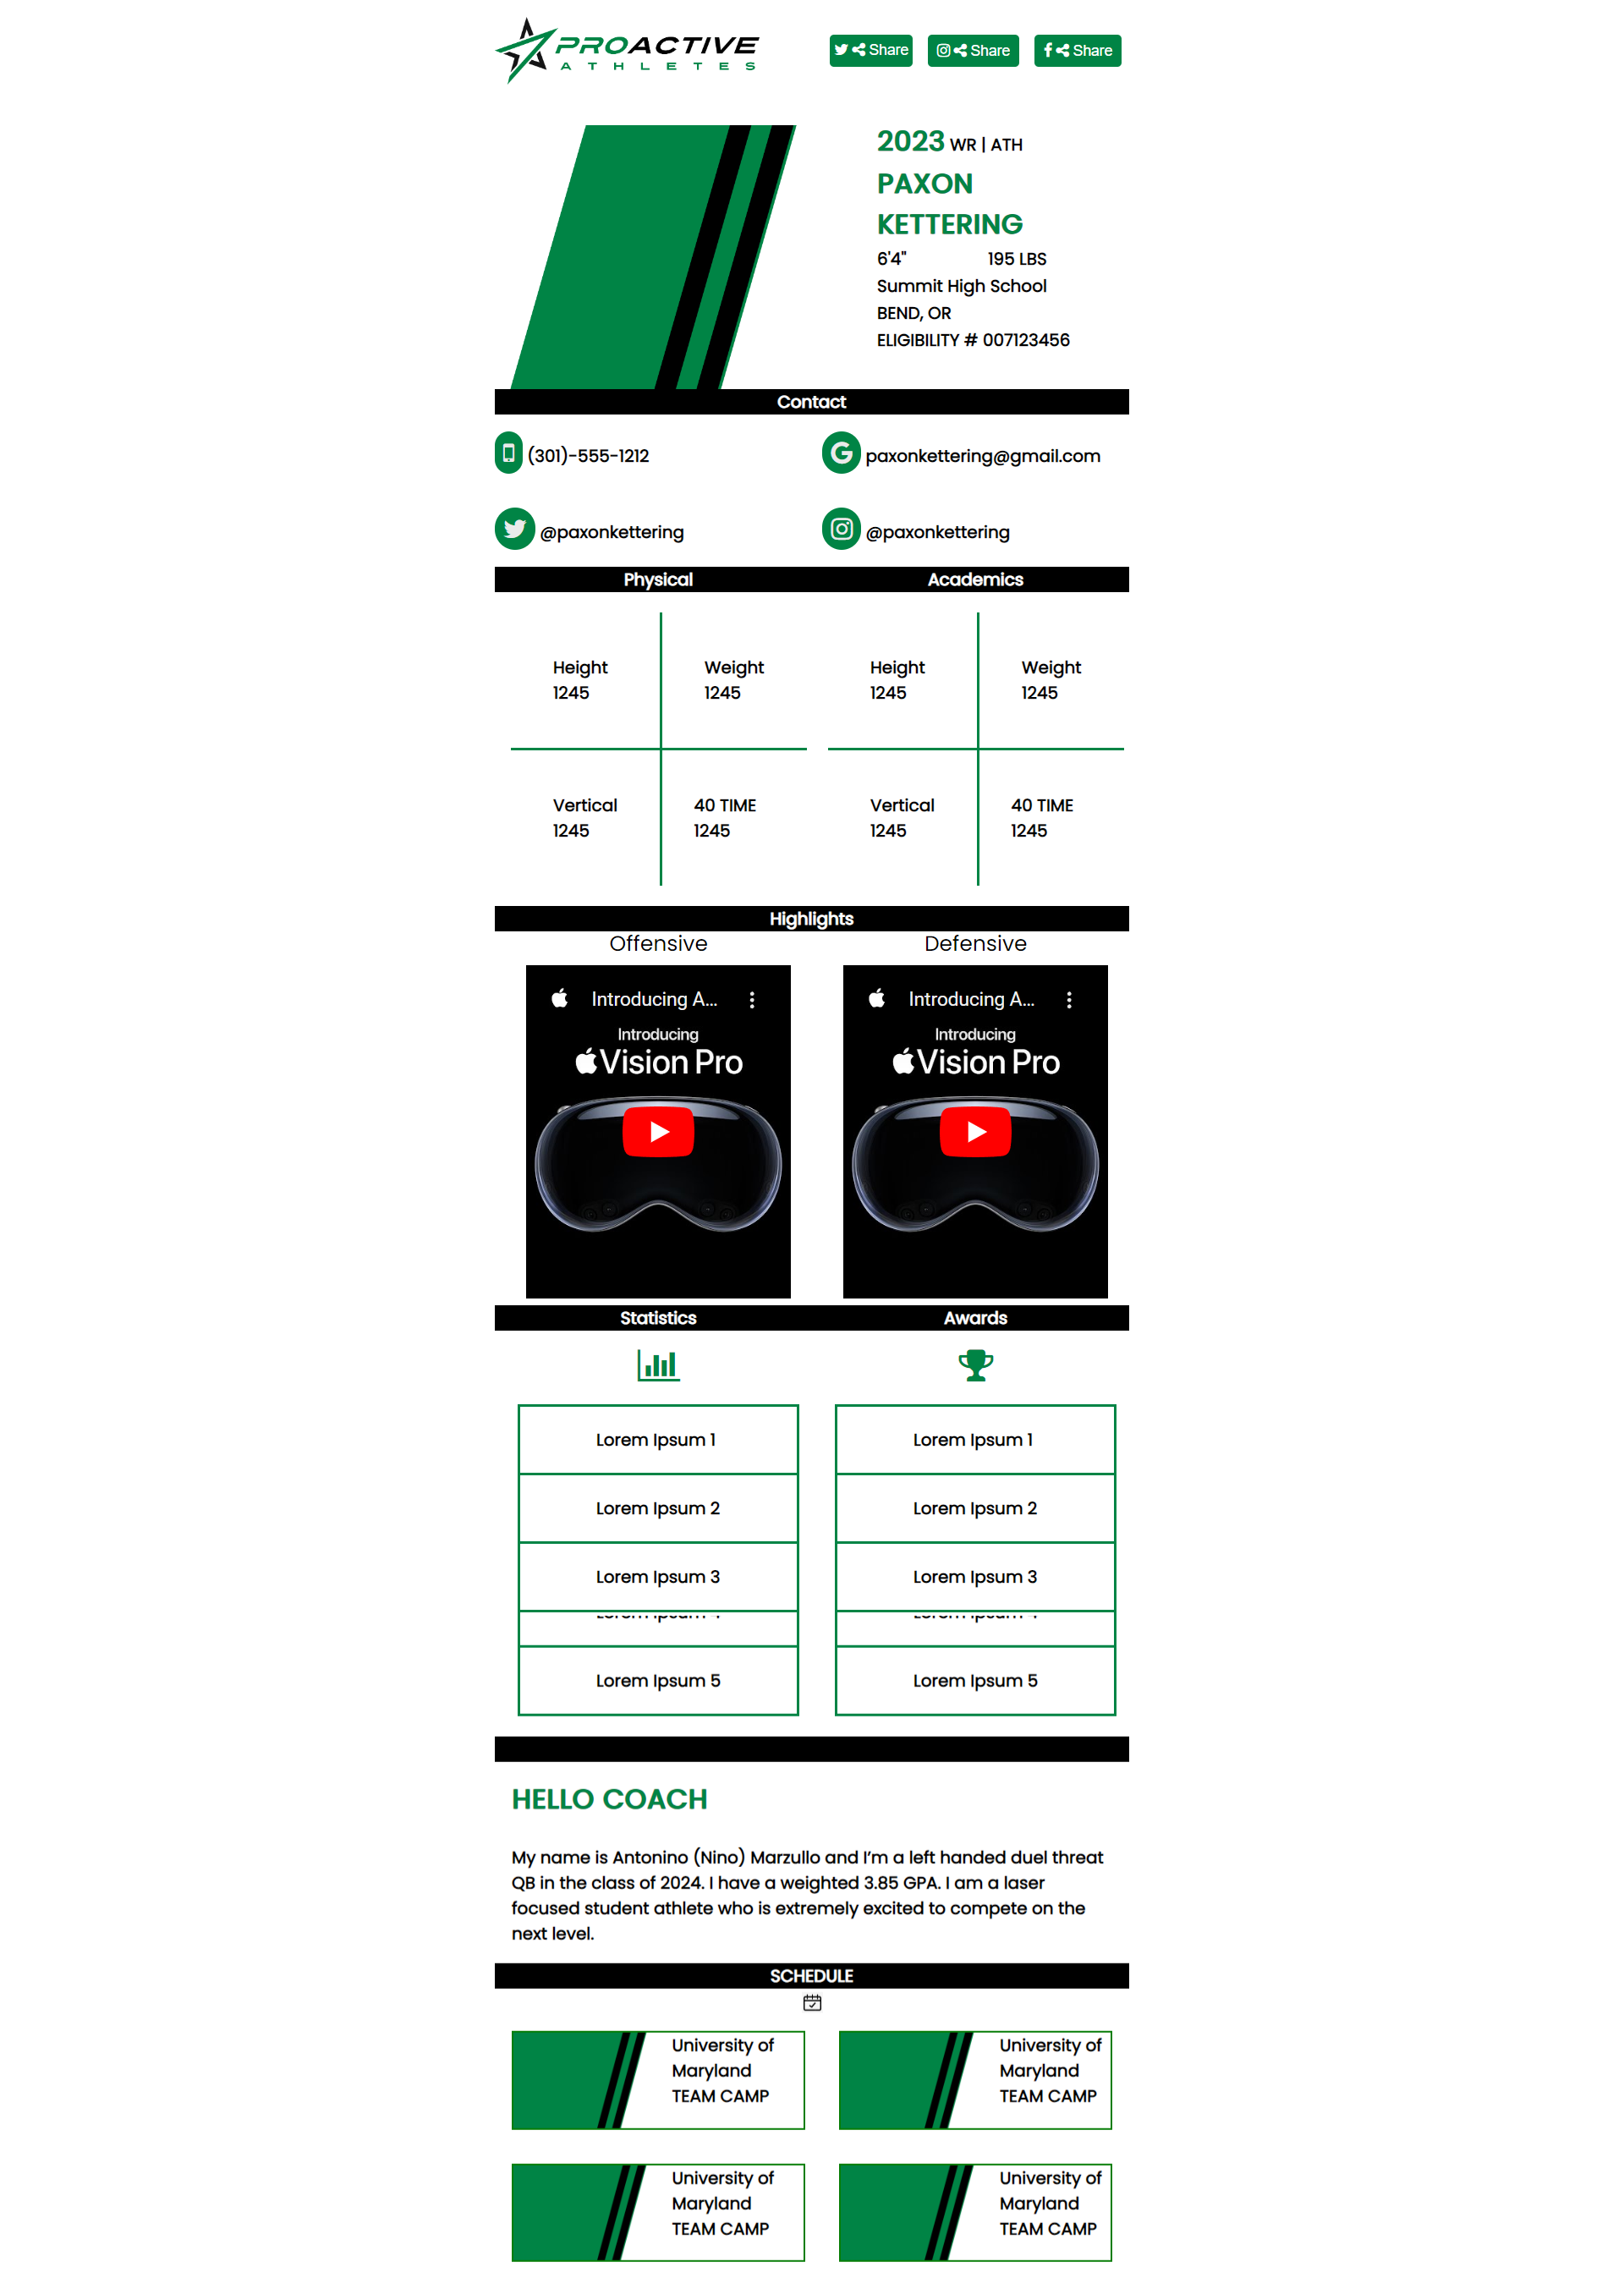 PROACTIVE
ATHLETES
Share
Share
Share
2023 WR | ATH
PAXON
KETTERING
6'4" 195 LBS
Summit High School
BEND, OR
ELIGIBILITY # 007123456
Contact
(301)-555-1212
paxonkettering@gmail.com
@paxonkettering
@paxonkettering
Physical
Academics
Height
1245
Weight
1245
Height
1245
Weight
1245
Vertical
1245
40 TIME
1245
Vertical
1245
40 TIME
1245
Highlights
Offensive
Defensive
Introducing A...
Introducing
Vision Pro
Introducing A...
Introducing
Vision Pro
Statistics
Awards
Lorem Ipsum 1
Lorem Ipsum 1
Lorem Ipsum 2
Lorem Ipsum 2
Lorem Ipsum 3
Lorem Ipsum 3
Lorem Ipsum 5
Lorem Ipsum 5
HELLO COACH
My name is Antonino (Nino) Marzullo and I'm a left handed duel threat
QB in the class of 2024. I have a weighted 3.85 GPA. I am a laser
focused student athlete who is extremely excited to compete on the
next level.
SCHEDULE
University of
Maryland
TEAM CAMP
University of
Maryland
TEAM CAMP
University of
Maryland
TEAM CAMP
University of
Maryland
TEAM CAMP